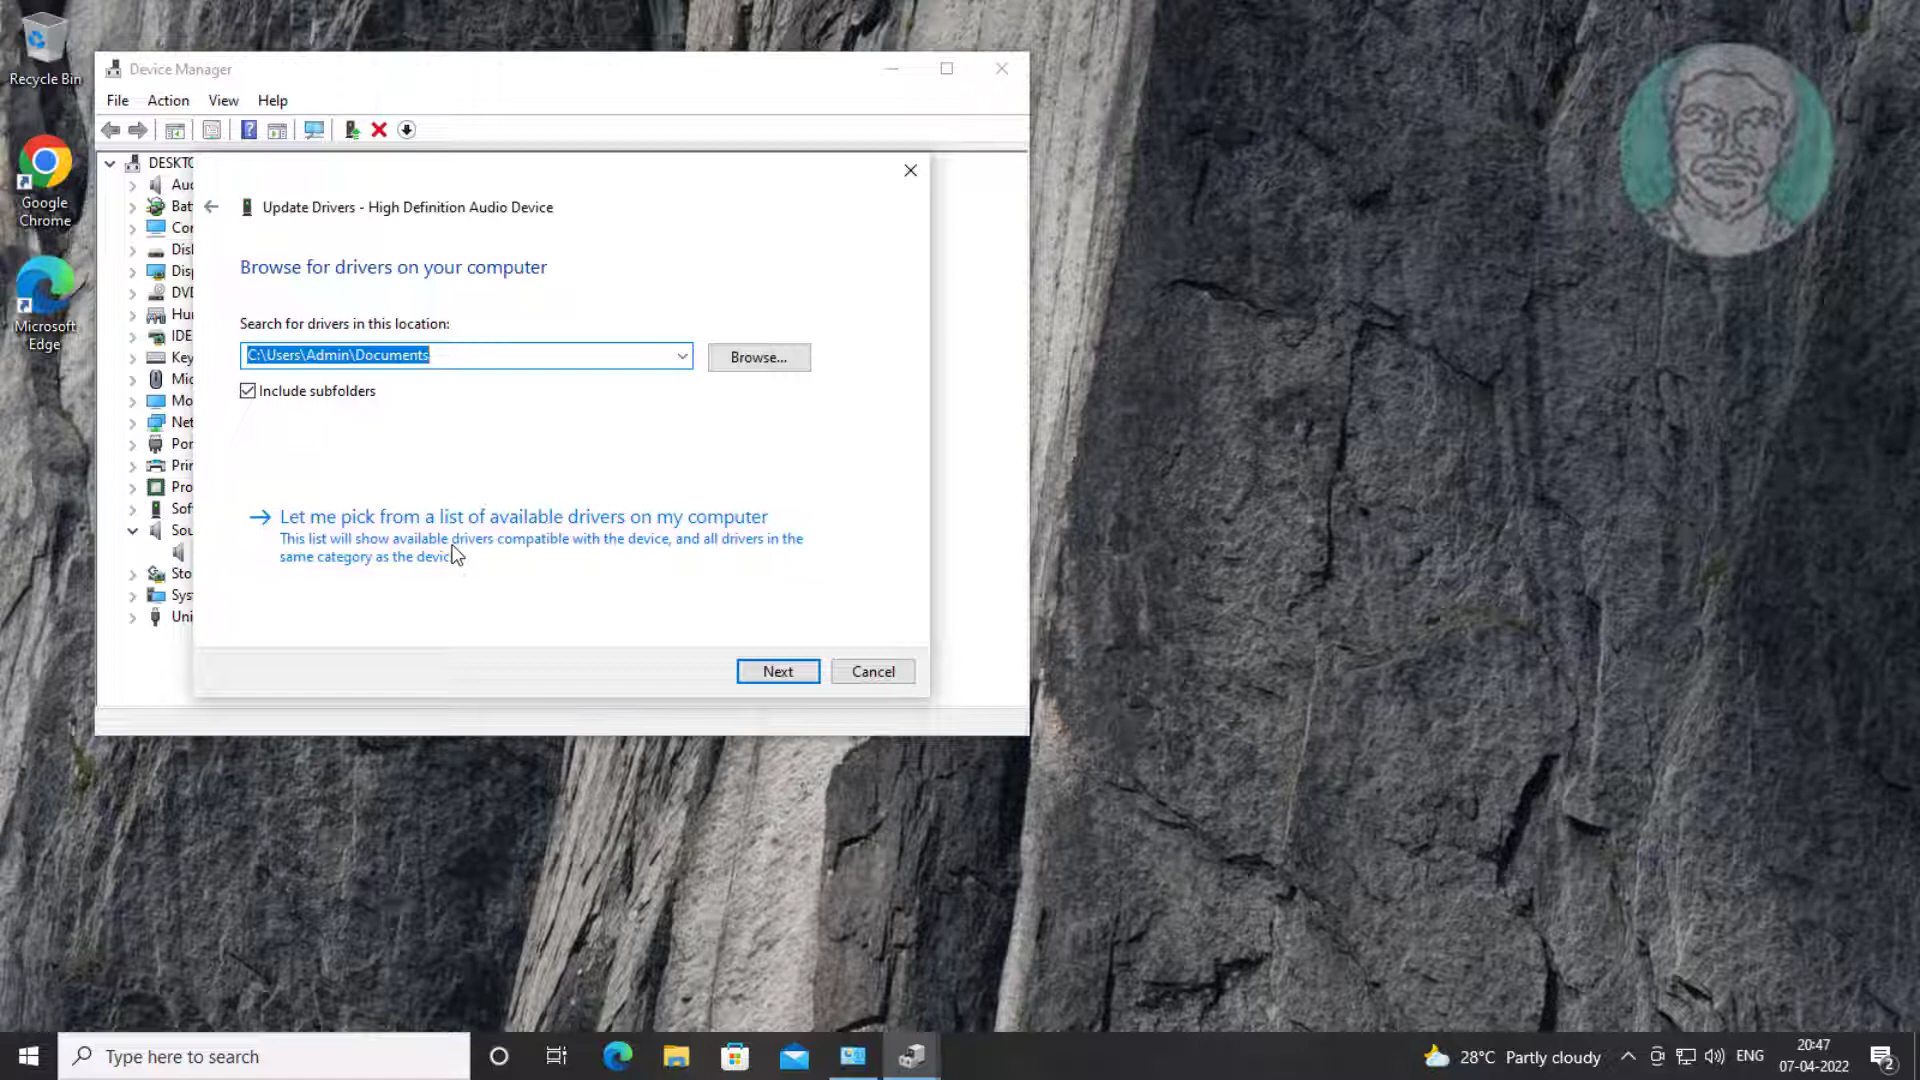 Recycle Bin
Google
Chrome
Microsoft
Edge
Device Manager
File Action View Help
DESKTO
Aud
Bat
Cor
Disl
Disp
DVD
Hur
IDE
Key
Mic
Mo
Net
Por
Prir
Pro
Sof
Sou
Sto
Sys
Uni
Update Drivers - High Definition Audio Device
Browse for drivers on your computer
Search for drivers in this location:
C:\Users\Admin\Documents
Browse...
Include subfolders
Let me pick from a list of available drivers on my computer
This list will show available drivers compatible with the device, and all drivers in the
same category as the devic
Next Cancel
Type here to search
28°C Partly cloudy
ENG
20:47
07-04-2022
2